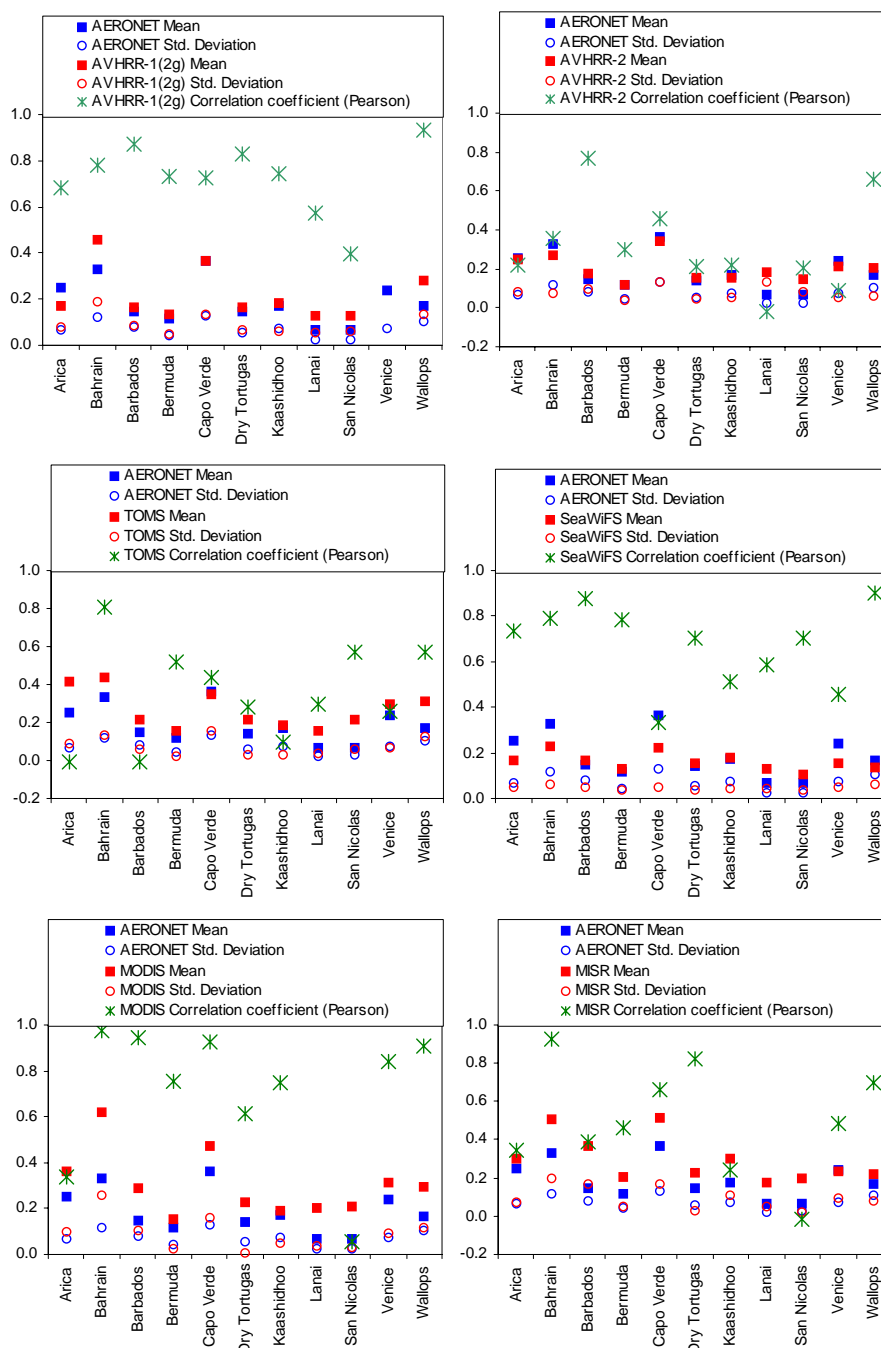 AERONET Mean
AERONET Std. Deviation
AVHRR-1(2g) Mean
AVHRR-1(2g) Std. Deviation
AVHRR-1(2g) Correlation coefficient (Pearson)
1.0
0.8
0.6
0.4
0.2
0.0
Arica
Bahrain
Barbados
Bermuda
Capo Verde
Dry Tortugas
Kaashidhoo
Lanai
San Nicolas
Venice
Wallops
AERONET Mean
AERONET Std. Deviation
AVHRR-2 Mean
AVHRR-2 Std. Deviation
AVHRR-2 Correlation coefficient (Pearson)
1.0
0.8
0.6
0.4
0.2
0.0
-0.2
Arica
Bahrain
Barbados
Bermuda
Capo Verde
Dry Tortugas
Kaashidhoo
Lanai
San Nicolas
Venice
Wallops
AERONET Mean
AERONET Std. Deviation
TOMS Mean
TOMS Std. Deviation
TOMS Correlation coefficient (Pearson)
1.0
0.8
0.6
0.4
0.2
0.0
-0.2
Arica
Bahrain
Barbados
Bermuda
Capo Verde
Dry Tortugas
Kaashidhoo
Lanai
San Nicolas
Venice
Wallops
AERONET Mean
AERONET Std. Deviation
SeaWiFS Mean
SeaWiFS Std. Deviation
SeaWiFS Correlation coefficient (Pearson)
1.0
0.8
0.6
0.4
0.2
0.0
Arica
Bahrain
Barbados
Bermuda
Capo Verde
Dry Tortugas
Kaashidhoo
Lanai
San Nicolas
Venice
Wallops
AERONET Mean
AERONET Std. Deviation
MODIS Mean
MODIS Std. Deviation
MODIS Correlation coefficient (Pearson)
1.0
0.8
0.6
0.4
0.2
0.0
Arica
Bahrain
Barbados
Bermuda
Capo Verde
Dry Tortugas
Kaashidhoo
Lanai
San Nicolas
Venice
Wallops
AERONET Mean
AERONET Std. Deviation
MISR Mean
MISR Std. Deviation
MISR Correlation coefficient (Pearson)
1.0
0.8
0.6
0.4
0.2
0.0
-0.2
Arica
Bahrain
Barbados
Bermuda
Capo Verde
Dry Tortugas
Kaashidhoo
Lanai
San Nicolas
Venice
Wallops